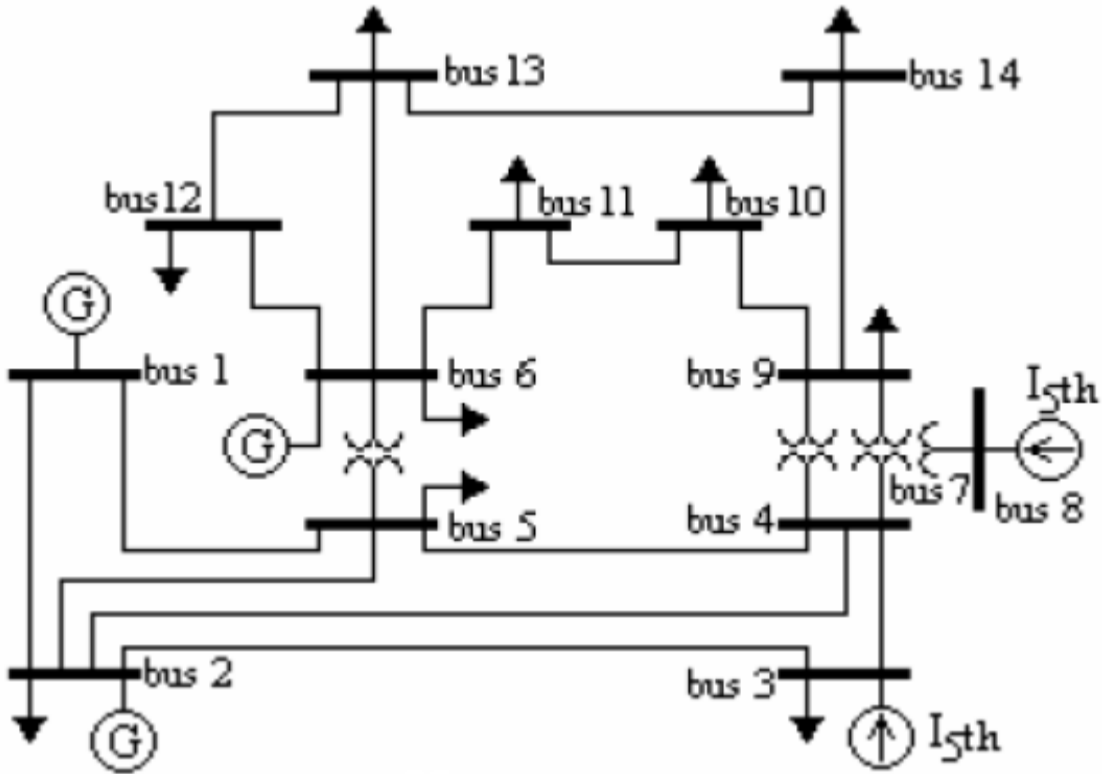 bus 13
bus 14
bus12
bus 11
bus 10
G
bus 1
bus 6
bus 9
I5th
G
bus 7
bus 8
bus 5
bus 4
bus 2
bus 3
G
I5th